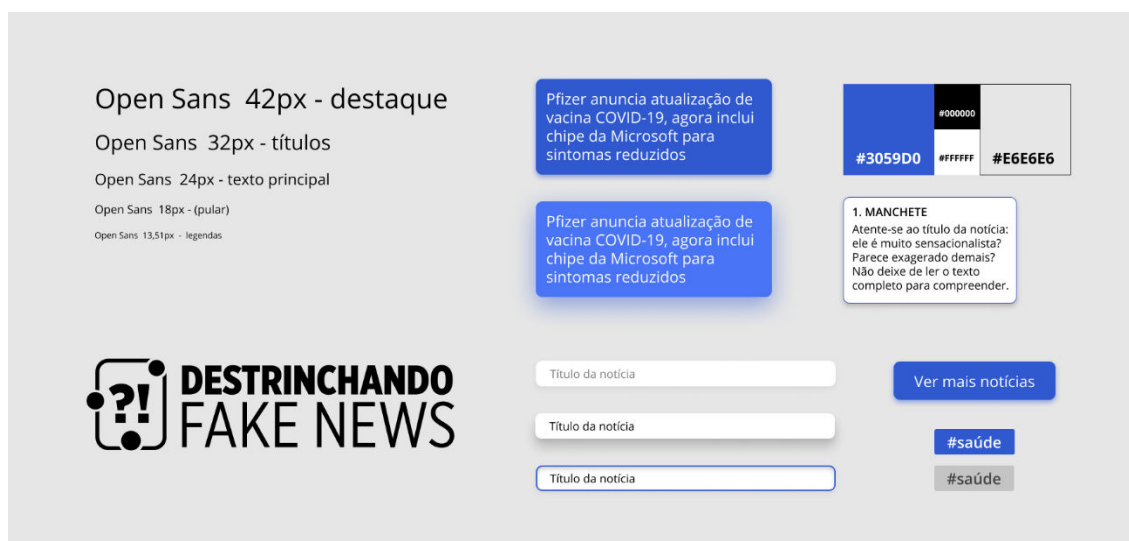 Open Sans 42px - destaque
Open Sans 32px - títulos
Open Sans 24px - texto principal
Open Sans 18px - (pular)
Open Sans 13,51px - legendas
Pfizer anuncia atualização de
vacina COVID-19, agora inclui
chipe da Microsoft para
sintomas reduzidos
Pfizer anuncia atualização de
vacina COVID-19, agora inclui
chipe da Microsoft para
sintomas reduzidos
#3059D0
#000000
#FFFFFF
#E6E6E6
1. MANCHETE
Atente-se ao título da notícia:
ele é muito sensacionalista?
Parece exagerado demais?
Não deixe de ler o texto
completo para compreender.
?!
DESTRINCHANDO
FAKE NEWS
Título da notícia
Título da notícia
Título da notícia
Ver mais notícias
#saúde
#saúde